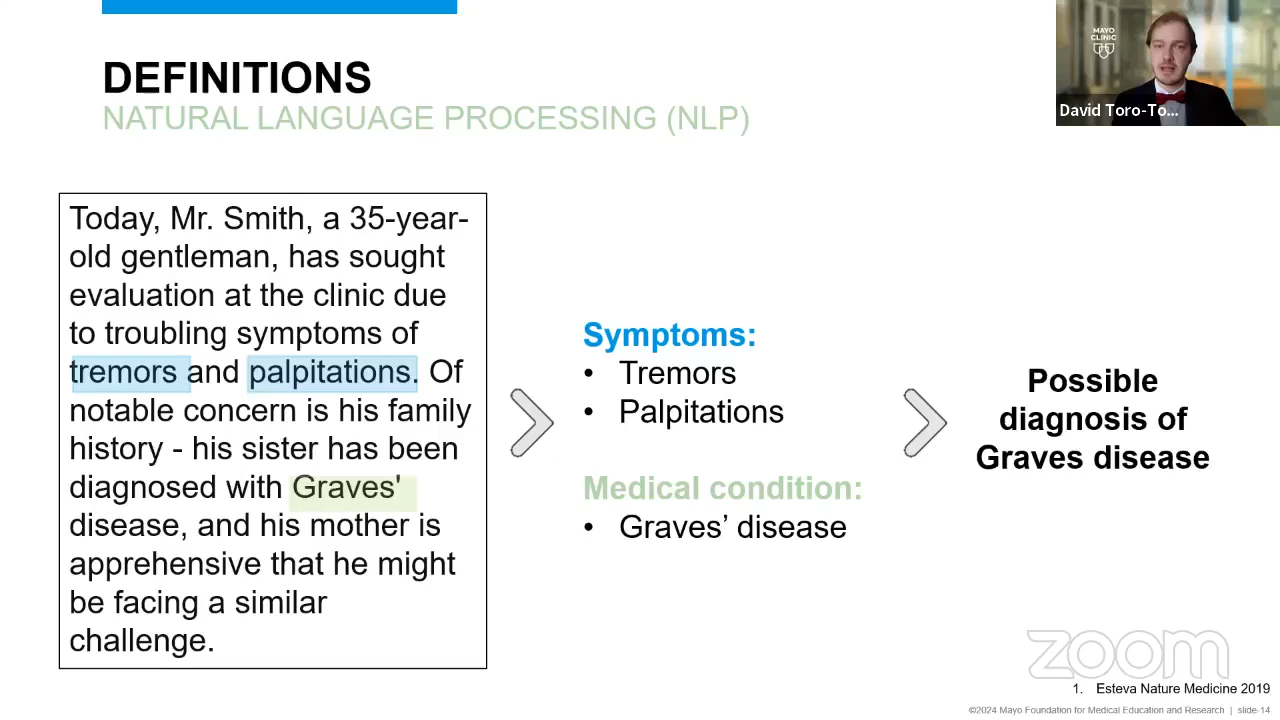 DEFINITIONS
NATURAL LANGUAGE PROCESSING (NLP)
MAYO
CLINIC
David Toro-To...
Today, Mr. Smith, a 35-year-
old gentleman, has sought
evaluation at the clinic due
to troubling symptoms of
tremors and palpitations. Of
notable concern is his family
history - his sister has been
diagnosed with Graves'
disease, and his mother is
apprehensive that he might
be facing a similar
challenge.
Symptoms:
• Tremors
• Palpitations
Medical condition:
• Graves’ disease
Possible
diagnosis of
Graves disease
zoom
1. Esteva Nature Medicine 2019
©2024 Mayo Foundation for Medical Education and Research | slide-14